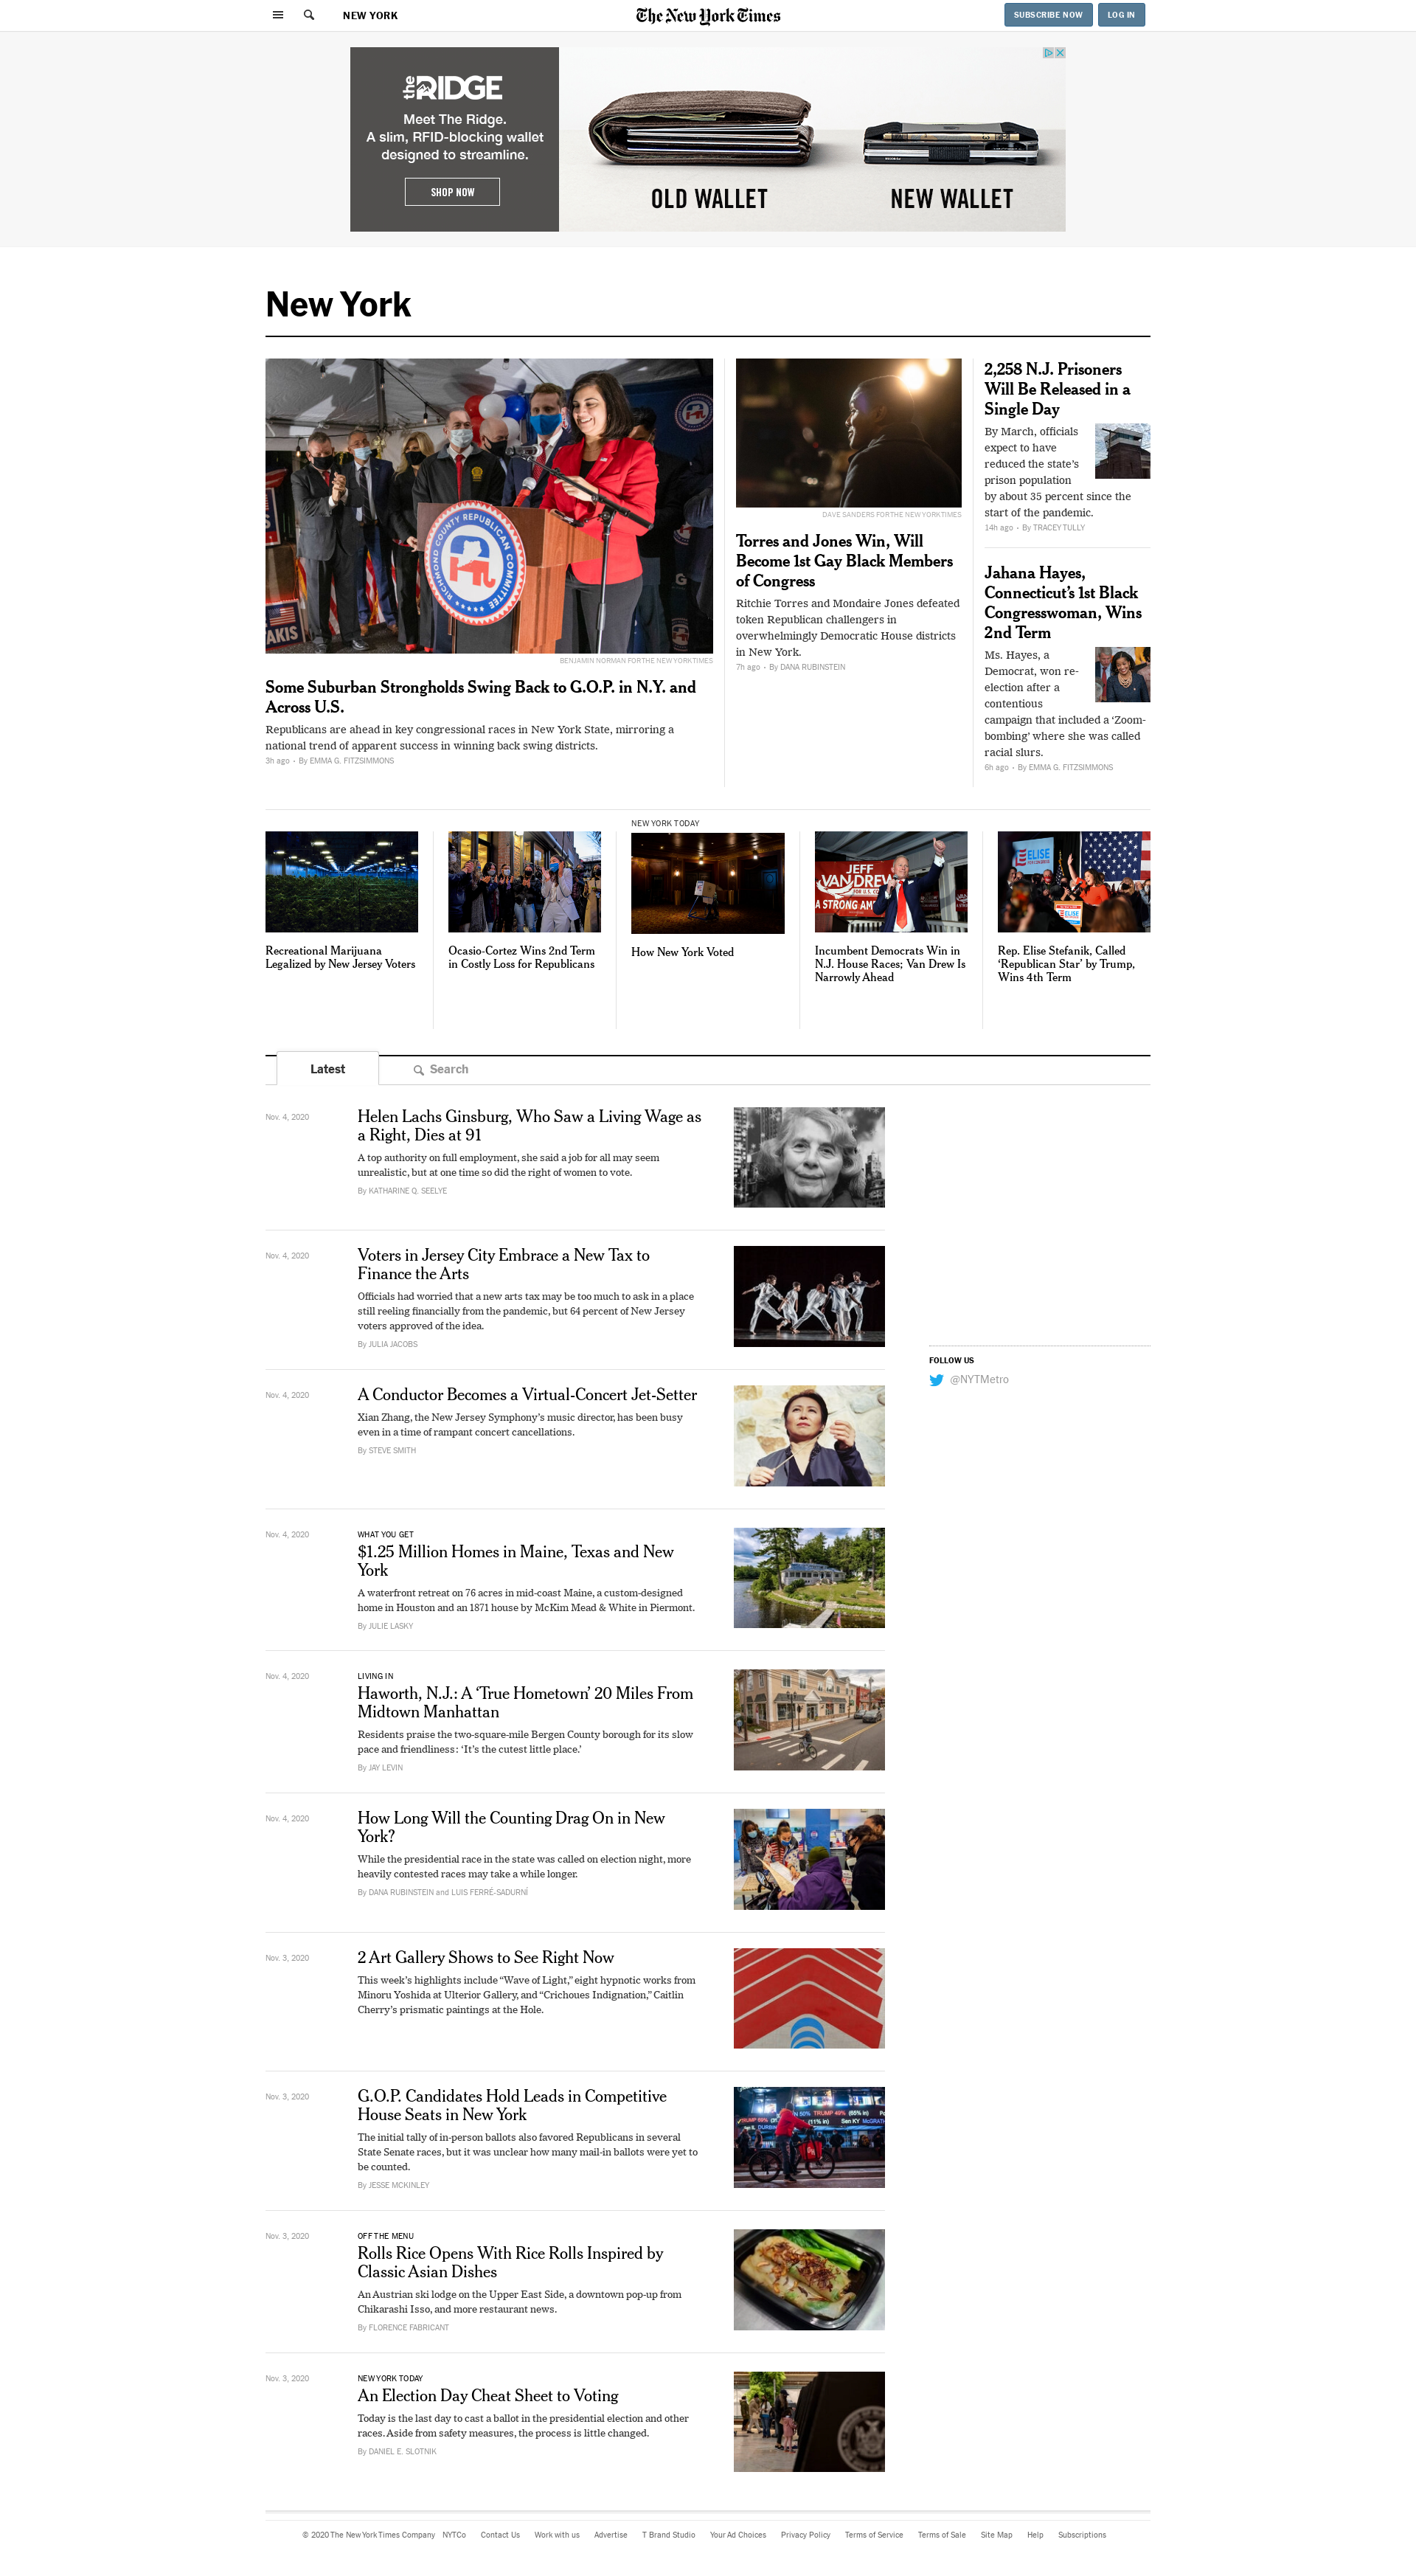 NEW YORK
The New York Times
SUBSCRIBE NOW
LOG IN
the RIDGE
Meet The Ridge.
A slim, RFID-blocking wallet
designed to streamline.
SHOP NOW
OLD WALLET
NEW WALLET
New York
RICHMOND COUNTY REPUBLICAN COMMITTEE
BENJAMIN NORMAN FOR THE NEW YORK TIMES
Some Suburban Strongholds Swing Back to G.O.P. in N.Y. and
Across U.S.
Republicans are ahead in key congressional races in New York State, mirroring a
national trend of apparent success in winning back swing districts.
3h ago • By EMMA G. FITZSIMMONS
DAVE SANDERS FOR THE NEW YORK TIMES
Torres and Jones Win, Will
Become 1st Gay Black Members
of Congress
Ritchie Torres and Mondaire Jones defeated
token Republican challengers in
overwhelmingly Democratic House districts
in New York.
7h ago • By DANA RUBINSTEIN
2,258 N.J. Prisoners
Will Be Released in a
Single Day
By March, officials
expect to have
reduced the state’s
prison population
by about 35 percent since the
start of the pandemic.
14h ago • By TRACEY TULLY
Jahana Hayes,
Connecticut’s 1st Black
Congresswoman, Wins
2nd Term
Ms. Hayes, a
Democrat, won re-
election after a
contentious
campaign that included a ‘Zoom-
bombing’ where she was called
racial slurs.
6h ago • By EMMA G. FITZSIMMONS
Recreational Marijuana
Legalized by New Jersey Voters
Ocasio-Cortez Wins 2nd Term
in Costly Loss for Republicans
NEW YORK TODAY
How New York Voted
JEFF
VAN DREW
Incumbent Democrats Win in
N.J. House Races; Van Drew Is
Narrowly Ahead
ELISE
Rep. Elise Stefanik, Called
‘Republican Star’ by Trump,
Wins 4th Term
Latest
Search
Nov. 4, 2020
Helen Lachs Ginsburg, Who Saw a Living Wage as
a Right, Dies at 91
A top authority on full employment, she said a job for all may seem
unrealistic, but at one time so did the right of women to vote.
By KATHARINE Q. SEELYE
Nov. 4, 2020
Voters in Jersey City Embrace a New Tax to
Finance the Arts
Officials had worried that a new arts tax may be too much to ask in a place
still reeling financially from the pandemic, but 64 percent of New Jersey
voters approved of the idea.
By JULIA JACOBS
FOLLOW US
@NYTMetro
Nov. 4, 2020
A Conductor Becomes a Virtual-Concert Jet-Setter
Xian Zhang, the New Jersey Symphony’s music director, has been busy
even in a time of rampant concert cancellations.
By STEVE SMITH
Nov. 4, 2020
WHAT YOU GET
$1.25 Million Homes in Maine, Texas and New
York
A waterfront retreat on 76 acres in mid-coast Maine, a custom-designed
home in Houston and an 1871 house by McKim Mead & White in Piermont.
By JULIE LASKY
Nov. 4, 2020
LIVING IN
Haworth, N.J.: A ‘True Hometown’ 20 Miles From
Midtown Manhattan
Residents praise the two-square-mile Bergen County borough for its slow
pace and friendliness: ‘It’s the cutest little place.’
By JAY LEVIN
Nov. 4, 2020
How Long Will the Counting Drag On in New
York?
While the presidential race in the state was called on election night, more
heavily contested races may take a while longer.
By DANA RUBINSTEIN and LUIS FERRÉ-SADURNÍ
Nov. 3, 2020
2 Art Gallery Shows to See Right Now
This week’s highlights include “Wave of Light,” eight hypnotic works from
Minoru Yoshida at Ulterior Gallery, and “Crichoues Indignation,” Caitlin
Cherry’s prismatic paintings at the Hole.
Nov. 3, 2020
G.O.P. Candidates Hold Leads in Competitive
House Seats in New York
The initial tally of in-person ballots also favored Republicans in several
State Senate races, but it was unclear how many mail-in ballots were yet to
be counted.
By JESSE MCKINLEY
Nov. 3, 2020
OFF THE MENU
Rolls Rice Opens With Rice Rolls Inspired by
Classic Asian Dishes
An Austrian ski lodge on the Upper East Side, a downtown pop-up from
Chikarashi Isso, and more restaurant news.
By FLORENCE FABRICANT
Nov. 3, 2020
NEW YORK TODAY
An Election Day Cheat Sheet to Voting
Today is the last day to cast a ballot in the presidential election and other
races. Aside from safety measures, the process is little changed.
By DANIEL E. SLOTNIK
© 2020 The New York Times Company NYTCo Contact Us Work with us Advertise T Brand Studio Your Ad Choices Privacy Policy Terms of Service Terms of Sale Site Map Help Subscriptions